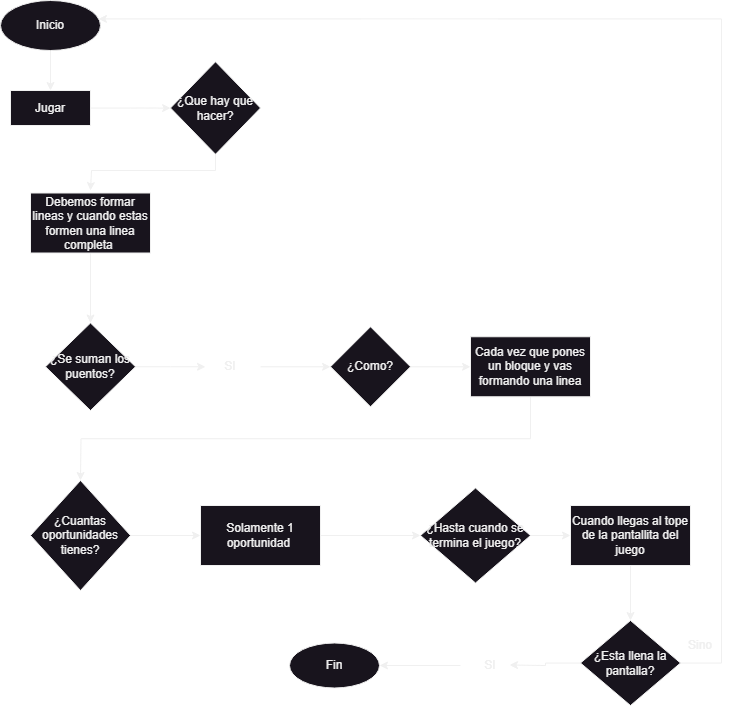 Inicio
Jugar
¿Que hay que
hacer?
Debemos formar
lineas y cuando estas
formen una linea
completa
¿Se suman los
puentos?
SI
¿Como?
Cada vez que pones
un bloque y vas
formando una linea
¿Cuantas
oportunidades
tienes?
Solamente 1
oportunidad
¿Hasta cuando se
termina el juego?
Cuando llegas al tope
de la pantallita del
juego
¿Esta llena la
pantalla?
Sino
SI
Fin